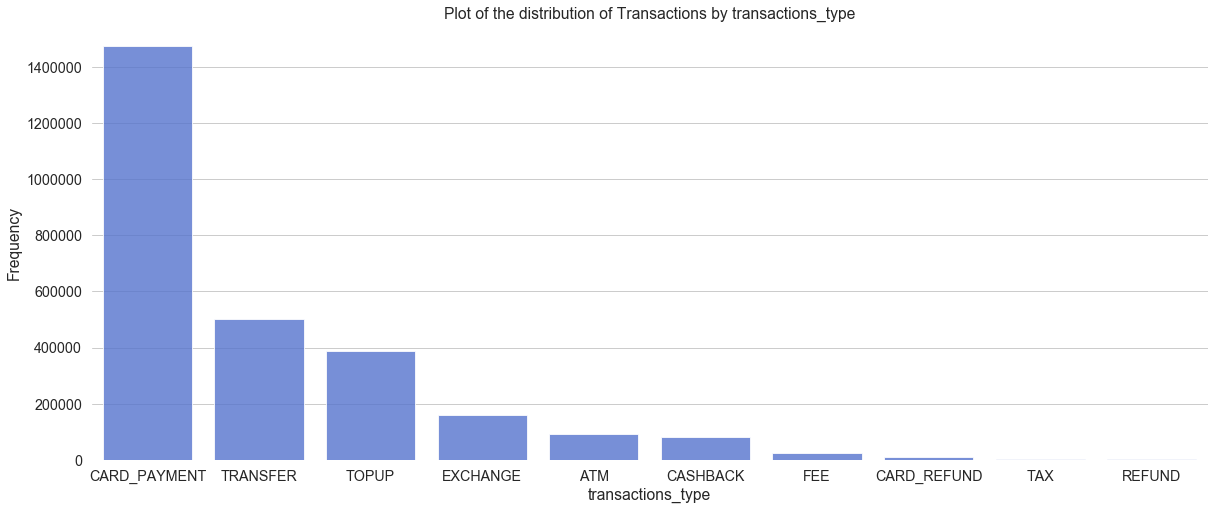 Plot of the distribution of Transactions by transactions_type
Frequency
1400000
1200000
1000000
800000
600000
400000
200000
0
CARD_PAYMENT TRANSFER TOPUP EXCHANGE ATM CASHBACK FEE CARD_REFUND TAX REFUND
transactions_type